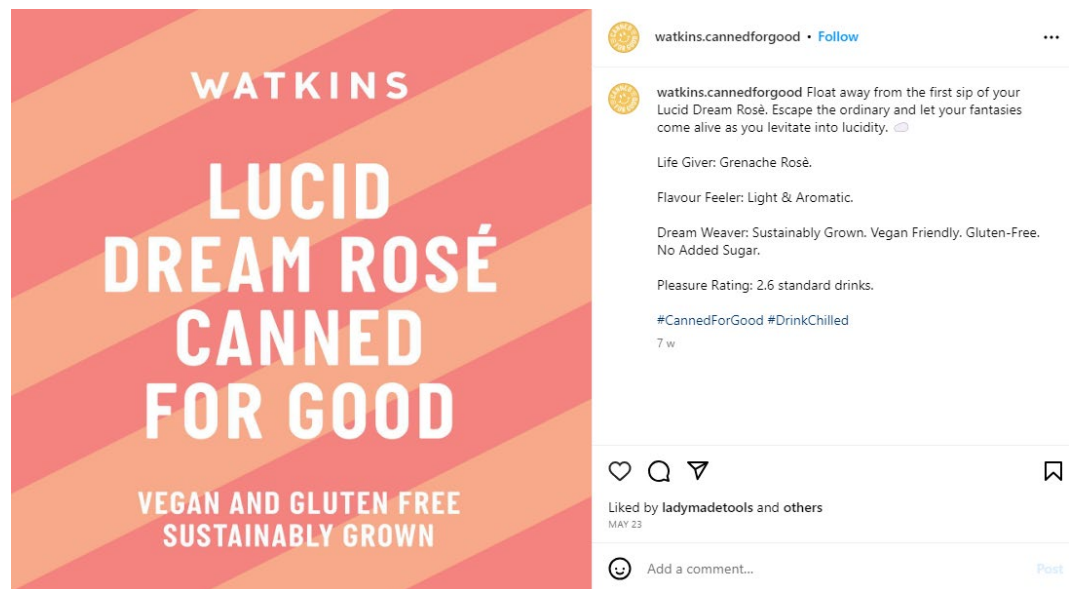 WATKINS
LUCID
DREAM ROSÉ
CANNED
FOR GOOD
VEGAN AND GLUTEN FREE
SUSTAINABLY GROWN
watkins.cannedforgood • Follow
watkins.cannedforgood Float away from the first sip of your
Lucid Dream Rosè. Escape the ordinary and let your fantasies
come alive as you levitate into lucidity.
Life Giver: Grenache Rosè.
Flavour Feeler: Light & Aromatic.
Dream Weaver: Sustainably Grown. Vegan Friendly. Gluten-Free.
No Added Sugar.
Pleasure Rating: 2.6 standard drinks.
#CannedForGood #DrinkChilled
7 w
Liked by ladymadetools and others
MAY 23
Add a comment...
Post